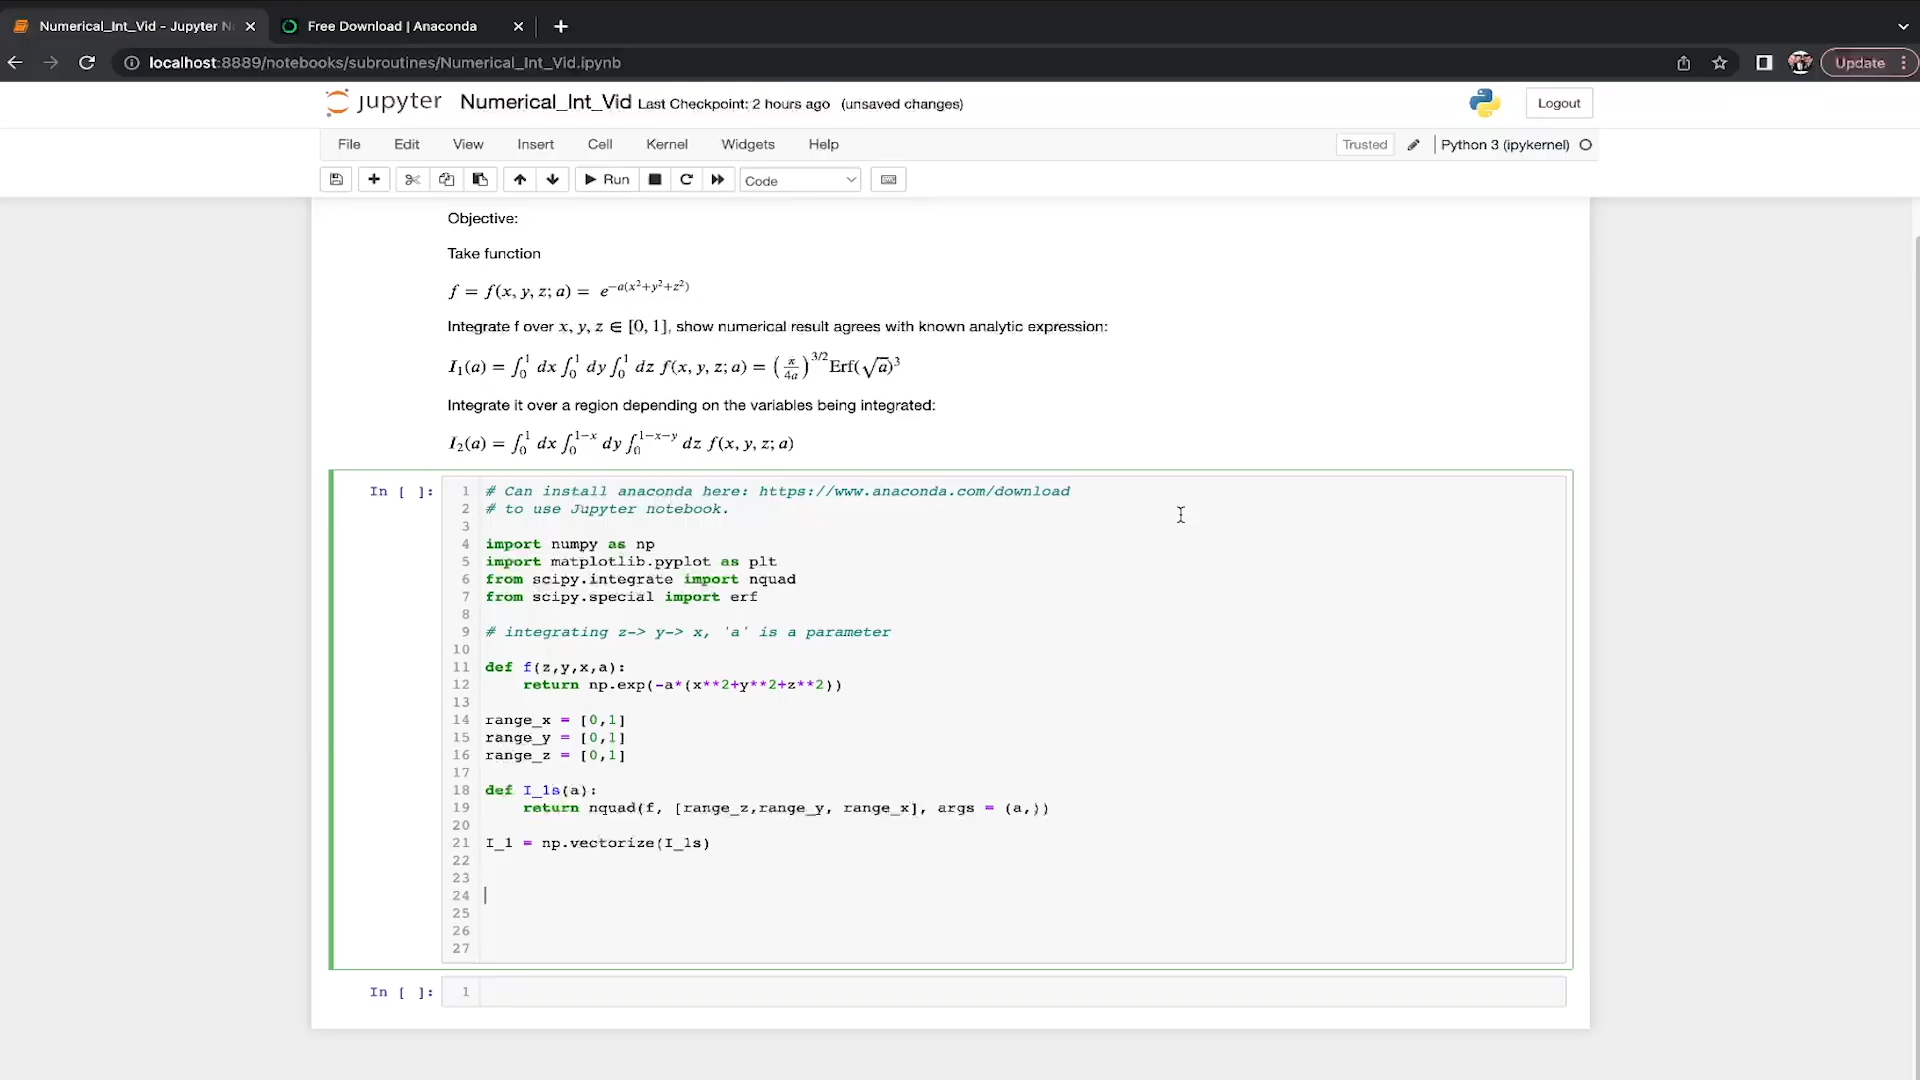 Numerical_Int_Vid - Jupyter N
Free Download | Anaconda
localhost:8889/notebooks/subroutines/Numerical_Int_Vid.ipynb
Update
jupyter Numerical_Int_Vid Last Checkpoint: 2 hours ago (unsaved changes)
Logout
File Edit View Insert Cell Kernel Widgets Help
Trusted
Python 3 (ipykernel)
Run
Code
Objective:
Take function
f = f(x, y, z; a) = e^{−a(x²+y²+z²)}
Integrate f over x, y, z ∈ [0, 1], show numerical result agrees with known analytic expression:
I₁(a) = ∫₀¹ dx ∫₀¹ dy ∫₀¹ dz f(x, y, z; a) = (π/4a)^{3/2} Erf(√a)³
Integrate it over a region depending on the variables being integrated:
I₂(a) = ∫₀¹ dx ∫₀^{1−x} dy ∫₀^{1−x−y} dz f(x, y, z; a)
In [ ]:
1 # Can install anaconda here: https://www.anaconda.com/download
2 # to use Jupyter notebook.
3
4 import numpy as np
5 import matplotlib.pyplot as plt
6 from scipy.integrate import nquad
7 from scipy.special import erf
8
9 # integrating z-> y-> x, 'a' is a parameter
10
11 def f(z,y,x,a):
12 return np.exp(-a*(x**2+y**2+z**2))
13
14 range_x = [0,1]
15 range_y = [0,1]
16 range_z = [0,1]
17
18 def I_1s(a):
19 return nquad(f, [range_z,range_y, range_x], args = (a,))
20
21 I_1 = np.vectorize(I_1s)
22
23
24
25
26
27
In [ ]:
1